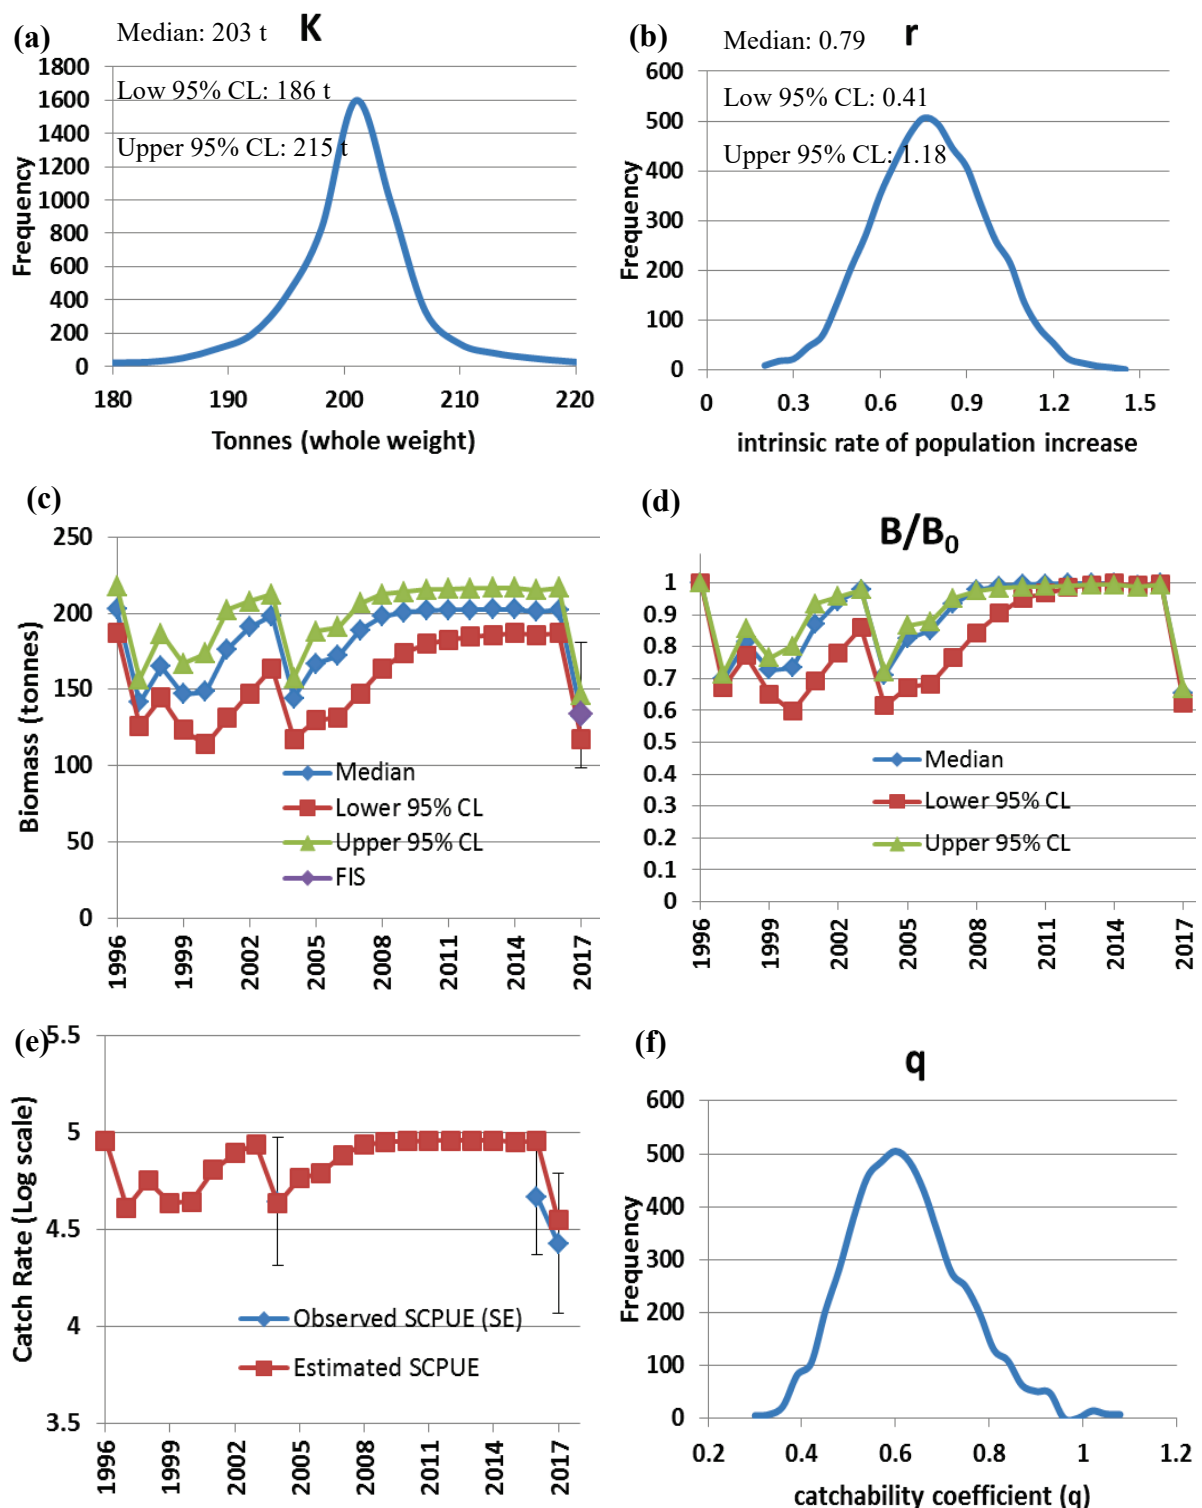 (a)
Median: 203 t
K
Low 95% CL: 186 t
Upper 95% CL: 215 t
Frequency
1800
1600
1400
1200
1000
800
600
400
200
0
180
190
200
210
220
Tonnes (whole weight)
(b)
Median: 0.79
r
Low 95% CL: 0.41
Upper 95% CL: 1.18
Frequency
600
500
400
300
200
100
0
0
0.3
0.6
0.9
1.2
1.5
intrinsic rate of population increase
(c)
Biomass (tonnes)
250
200
150
100
50
0
Median
Lower 95% CL
Upper 95% CL
FIS
1996
1999
2002
2005
2008
2011
2014
2017
(d)
B/B0
1
0.9
0.8
0.7
0.6
0.5
0.4
0.3
0.2
0.1
0
Median
Lower 95% CL
Upper 95% CL
1996
1999
2002
2005
2008
2011
2014
2017
(e)
Catch Rate (Log scale)
5.5
5
4.5
4
3.5
Observed SCPUE (SE)
Estimated SCPUE
1996
1999
2002
2005
2008
2011
2014
2017
(f)
q
Frequency
600
500
400
300
200
100
0
0.2
0.4
0.6
0.8
1
1.2
catchability coefficient (q)